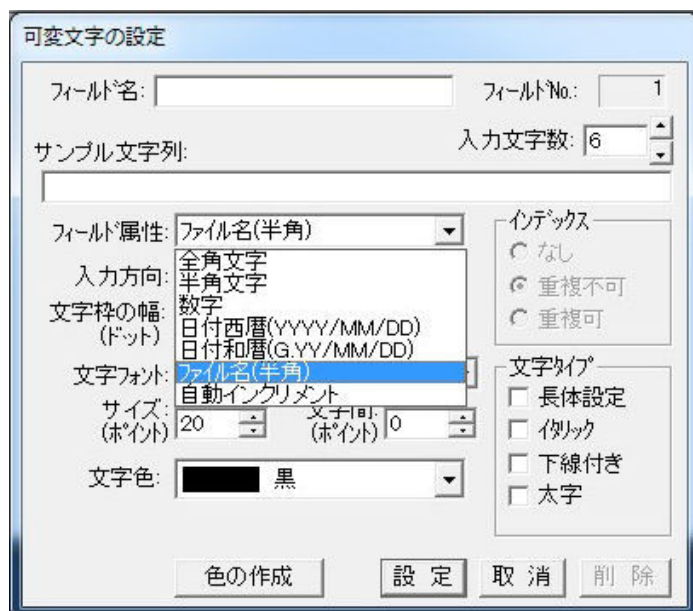 可変文字の設定
フィールド名:
フィールドNo.: 1
入力文字数: 6
サンプル文字列:
フィールド属性: ファイル名(半角)
全角文字
半角文字
数字
日付西暦(YYYY/MM/DD)
日付和暦(G.YY/MM/DD)
ファイル名(半角)
自動インクリメント
入力方向:
文字枠の幅:
(ドット)
文字フォント:
サイズ:
(ポイント) 20
文字間:
(ポイント) 0
文字色: 黒
インデックス
なし
重複不可
重複可
文字タイプ
長体設定
イタリック
下線付き
太字
色の作成
設 定
取 消
削 除